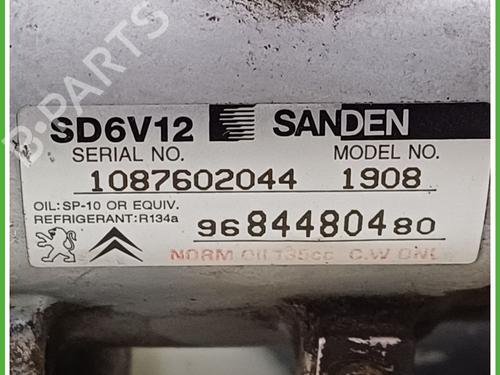 B-PARTS
SD6V12 SANDEN
SERIAL NO. MODEL NO.
1087602044 1908
OIL: SP-10 OR EQUIV.
REFRIGERANT: R134a
9684480480
NORM OIL 135cc C.W ONL